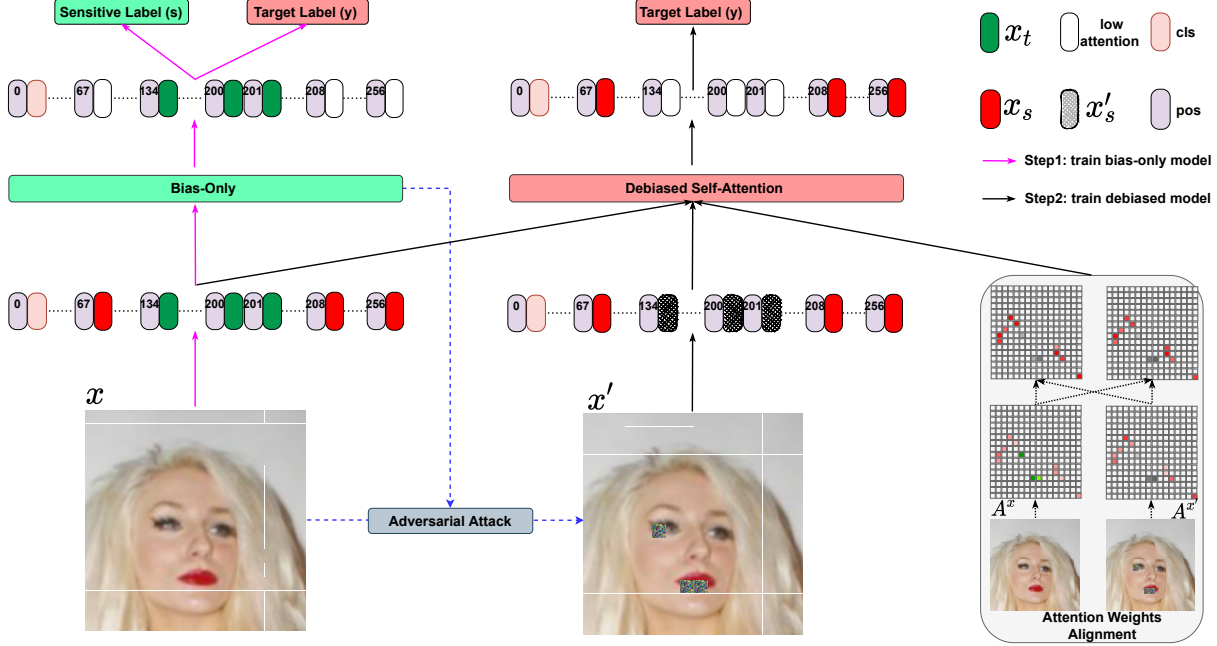 Sensitive Label (s)
Target Label (y)
Target Label (y)
x_t
low
attention
cls
0
67
134
200
201
208
256
0
67
134
200
201
208
256
x_s
x'_s
pos
Step1: train bias-only model
Bias-Only
Debiased Self-Attention
Step2: train debiased model
0
67
134
200
201
208
256
0
67
134
200
201
208
256
x
x'
A^x
A^{x'}
Adversarial Attack
Attention Weights
Alignment